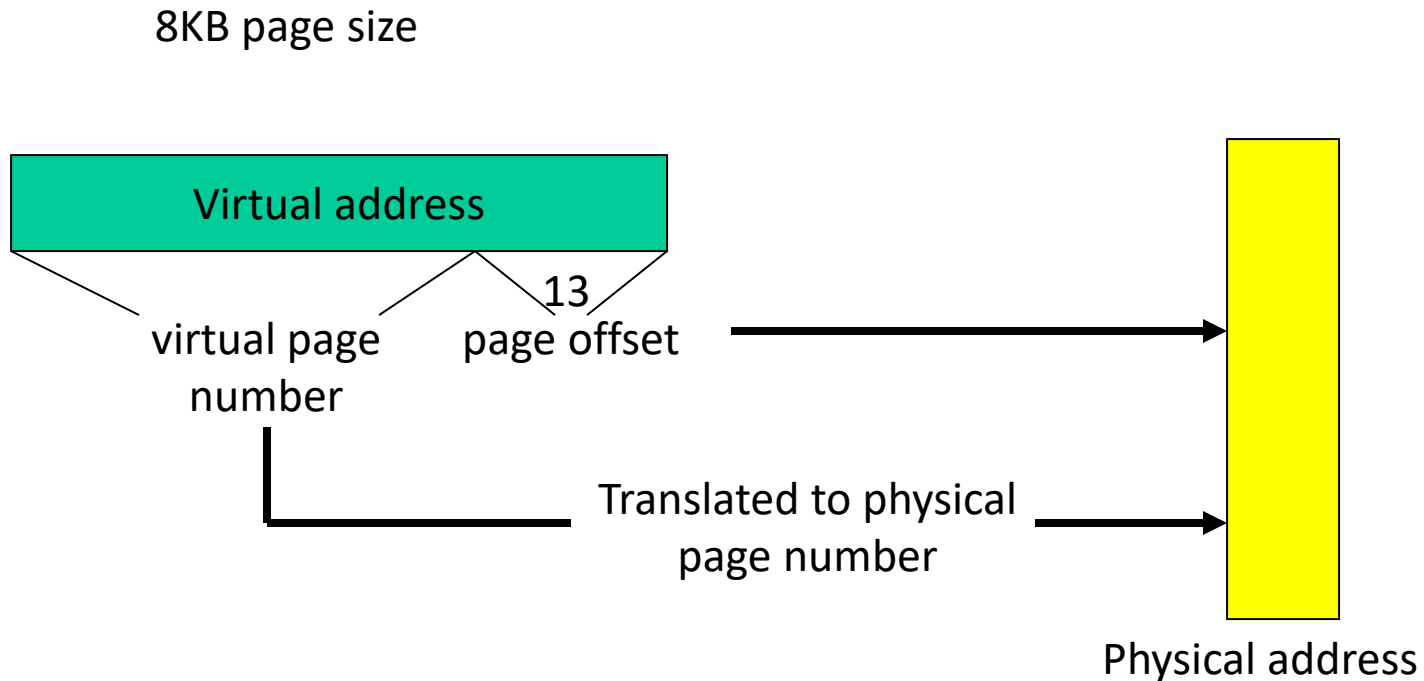 8KB page size
Virtual address
13
virtual page
number
page offset
Translated to physical
page number
Physical address